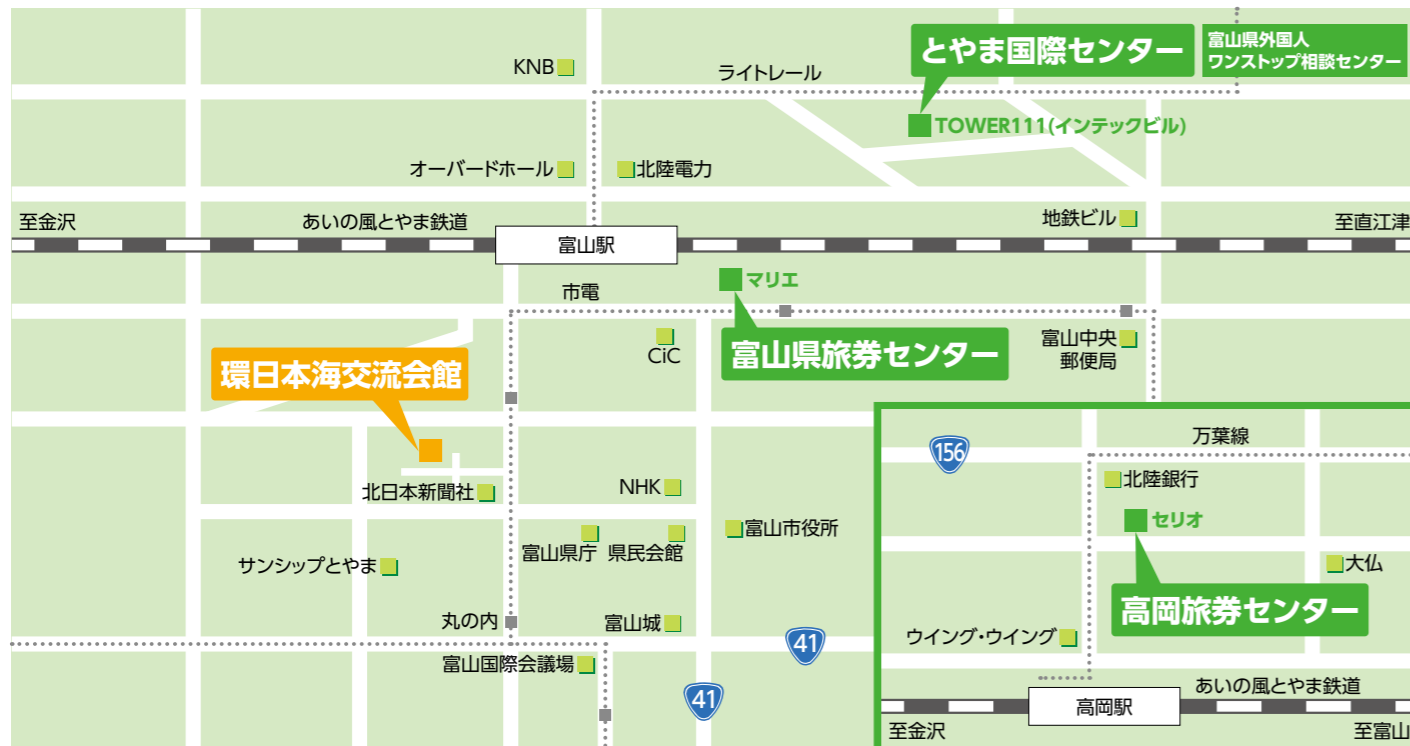 とやま国際センター
富山県外国人
ワンストップ相談センター
KNB
ライトレール
TOWER111(インテックビル)
オーバードホール
北陸電力
至金沢
あいの風とやま鉄道
地鉄ビル
至直江津
富山駅
マリエ
市電
富山県旅券センター
富山中央
郵便局
CiC
環日本海交流会館
北日本新聞社
NHK
富山市役所
富山県庁
県民会館
サンシップとやま
丸の内
富山城
41
富山国際会議場
41
156
万葉線
北陸銀行
セリオ
大仏
高岡旅券センター
ウイング・ウイング
あいの風とやま鉄道
高岡駅
至金沢
至富山